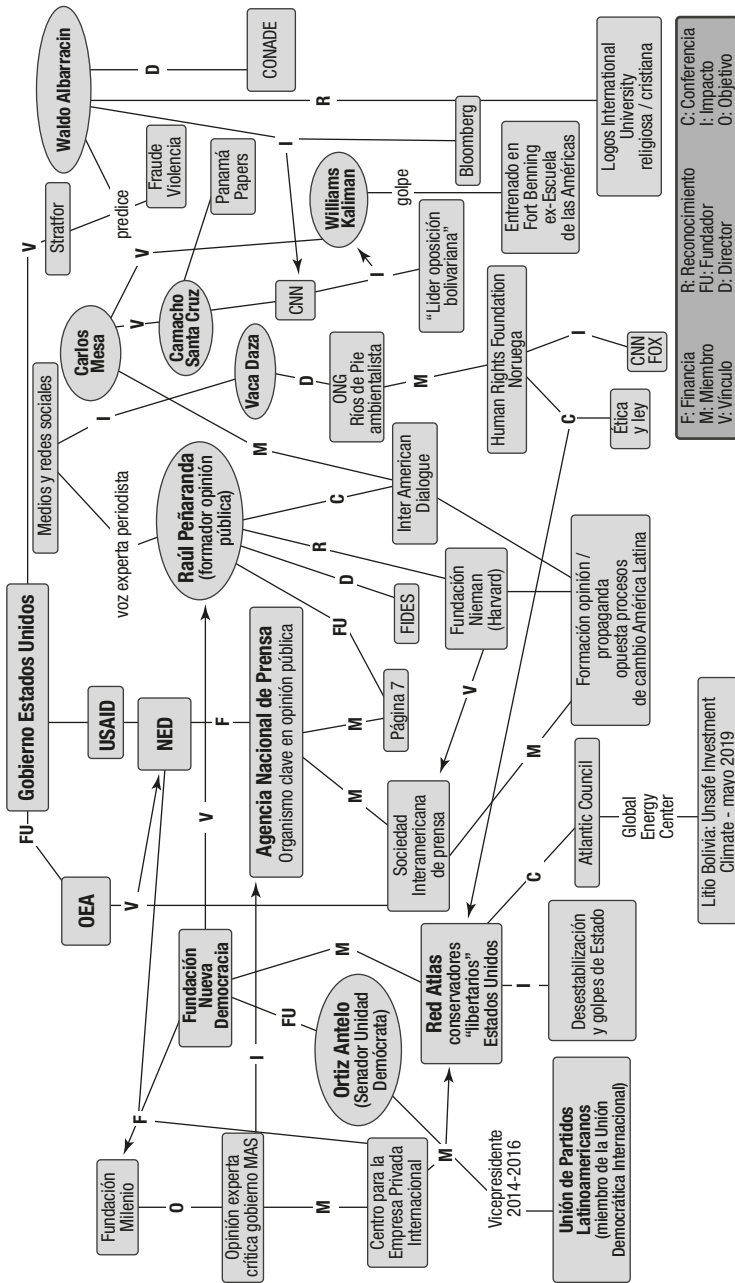 Gobierno Estados Unidos
FU
V
OEA
USAID
NED
V
F
Medios y redes sociales
voz experta periodista
I
Stratfor
Fraude
Violencia
Waldo Albarracin
predice
D
CONADE
I
R
Carlos
Mesa
V
V
M
Camacho
Santa Cruz
Panamá
Papers
CNN
I
"Lider oposición
bolivariana"
Williams
Kaliman
golpe
Entrenado en
Fort Benning
ex-Escuela
de las Américas
Bloomberg
Logos International
University
religiosa / cristiana
Vaca Daza
D
ONG
Ríos de Pie
ambientalista
M
Human Rights Foundation
Noruega
I
CNN
FOX
C
Ética
y ley
Raúl Peñaranda
(formador opinión
pública)
FU
D
R
C
FIDES
Inter American
Dialogue
Fundación
Nieman
(Harvard)
V
Agencia Nacional de Prensa
Organismo clave en opinión pública
M
M
Página 7
Sociedad
Interamericana
de prensa
M
Formación opinión /
propaganda
opuesta procesos
de cambio América Latina
Fundación
Nueva
Democracia
V
M
FU
F
Fundación
Milenio
O
Opinión experta
crítica gobierno MAS
I
M
Centro para la
Empresa Privada
Internacional
M
Ortiz Antelo
(Senador Unidad
Demócrata)
Vicepresidente
2014-2016
Unión de Partidos
Latinoamericanos
(miembro de la Unión
Democrática Internacional)
Red Atlas
conservadores
"libertarios"
Estados Unidos
I
Desestabilización
y golpes de Estado
C
Atlantic Council
Global
Energy
Center
Litio Bolivia: Unsafe Investment
Climate - mayo 2019
F: Financia R: Reconocimiento C: Conferencia
M: Miembro FU: Fundador I: Impacto
V: Vínculo D: Director O: Objetivo